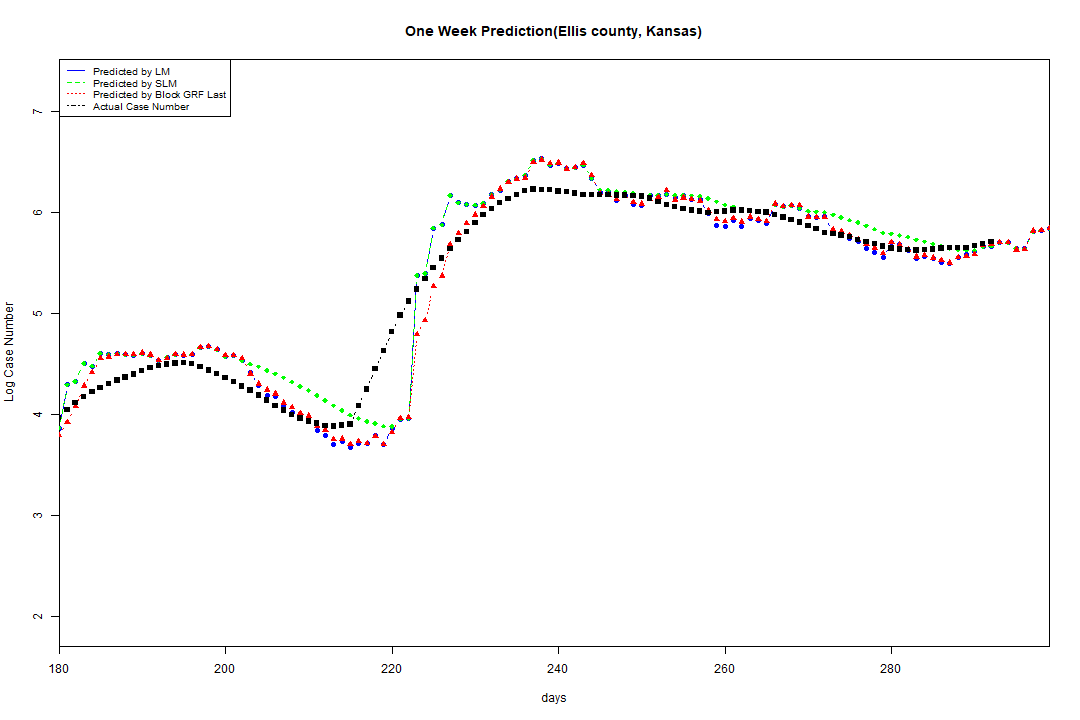 One Week Prediction(Ellis county, Kansas)
Predicted by LM
Predicted by SLM
Predicted by Block GRF Last
Actual Case Number
7
6
5
4
3
2
Log Case Number
180 200 220 240 260 280
days